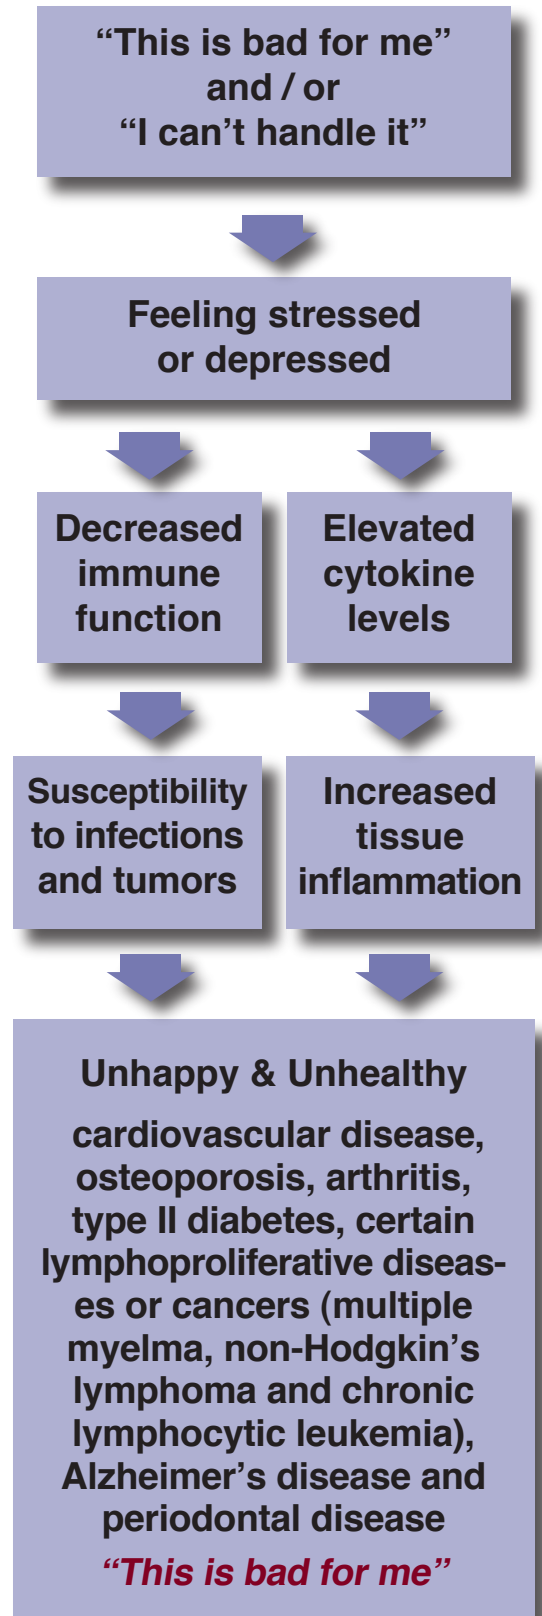 “This is bad for me”
and / or
“I can’t handle it”
Feeling stressed
or depressed
Decreased
immune
function
Elevated
cytokine
levels
Susceptibility
to infections
and tumors
Increased
tissue
inflammation
Unhappy & Unhealthy
cardiovascular disease,
osteoporosis, arthritis,
type II diabetes, certain
lymphoproliferative diseas-
es or cancers (multiple
myelma, non-Hodgkin’s
lymphoma and chronic
lymphocytic leukemia),
Alzheimer’s disease and
periodontal disease
“This is bad for me”